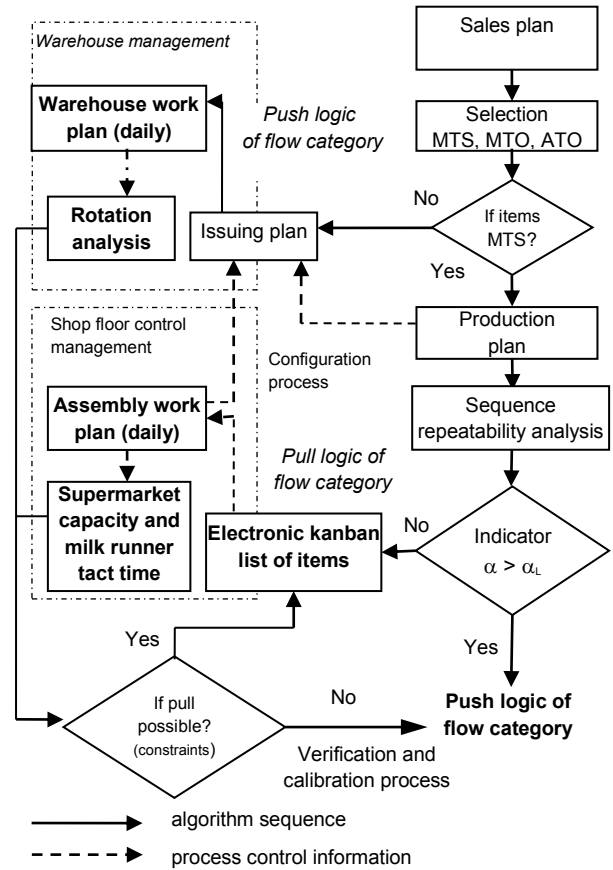 Warehouse management
Sales plan
Warehouse work
plan (daily)
Push logic
of flow category
Selection
MTS, MTO, ATO
No
If items
MTS?
Rotation
analysis
Issuing plan
Yes
Shop floor control
management
Production
plan
Configuration
process
Assembly work
plan (daily)
Sequence
repeatability analysis
Pull logic of
flow category
Supermarket
capacity and
milk runner
tact time
Electronic kanban
list of items
No
Indicator
α > αL
Yes
Yes
If pull
possible?
(constraints)
No
Push logic of
flow category
Verification and
calibration process
algorithm sequence
process control information